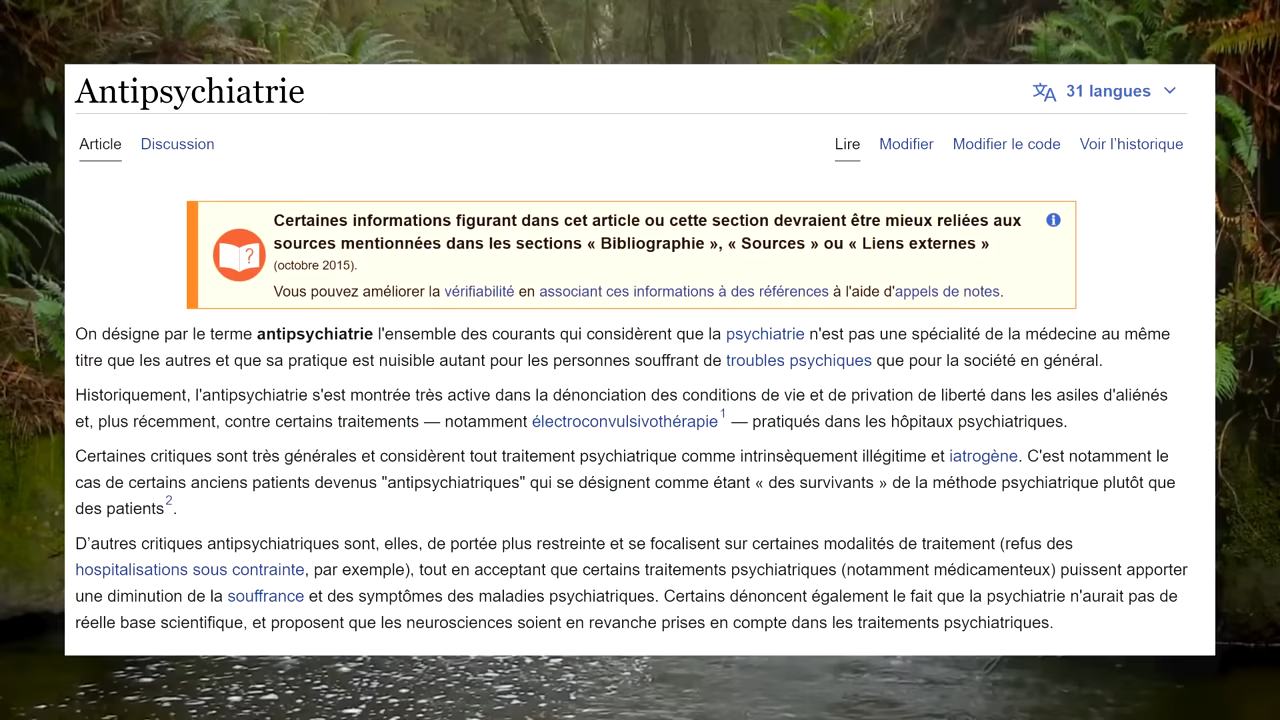 Antipsychiatrie
31 langues
Article Discussion Lire Modifier Modifier le code Voir l'historique
Certaines informations figurant dans cet article ou cette section devraient être mieux reliées aux
sources mentionnées dans les sections « Bibliographie », « Sources » ou « Liens externes »
(octobre 2015).
Vous pouvez améliorer la vérifiabilité en associant ces informations à des références à l'aide d'appels de notes.
On désigne par le terme antipsychiatrie l'ensemble des courants qui considèrent que la psychiatrie n'est pas une spécialité de la médecine au même
titre que les autres et que sa pratique est nuisible autant pour les personnes souffrant de troubles psychiques que pour la société en général.
Historiquement, l'antipsychiatrie s'est montrée très active dans la dénonciation des conditions de vie et de privation de liberté dans les asiles d'aliénés
et, plus récemment, contre certains traitements — notamment électroconvulsivothérapie1 — pratiqués dans les hôpitaux psychiatriques.
Certaines critiques sont très générales et considèrent tout traitement psychiatrique comme intrinsèquement illégitime et iatrogène. C'est notamment le
cas de certains anciens patients devenus "antipsychiatriques" qui se désignent comme étant « des survivants » de la méthode psychiatrique plutôt que
des patients2.
D'autres critiques antipsychiatriques sont, elles, de portée plus restreinte et se focalisent sur certaines modalités de traitement (refus des
hospitalisations sous contrainte, par exemple), tout en acceptant que certains traitements psychiatriques (notamment médicamenteux) puissent apporter
une diminution de la souffrance et des symptômes des maladies psychiatriques. Certains dénoncent également le fait que la psychiatrie n'aurait pas de
réelle base scientifique, et proposent que les neurosciences soient en revanche prises en compte dans les traitements psychiatriques.